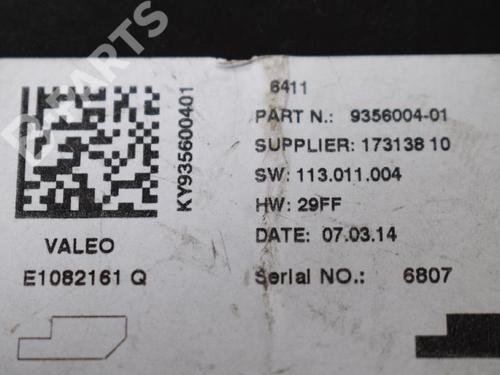 B-PARTS
KY935600401
VALEO
E1082161 Q
6411
PART N.: 9356004-01
SUPPLIER: 173138 10
SW: 113.011.004
HW: 29FF
DATE: 07.03.14
Serial NO.: 6807